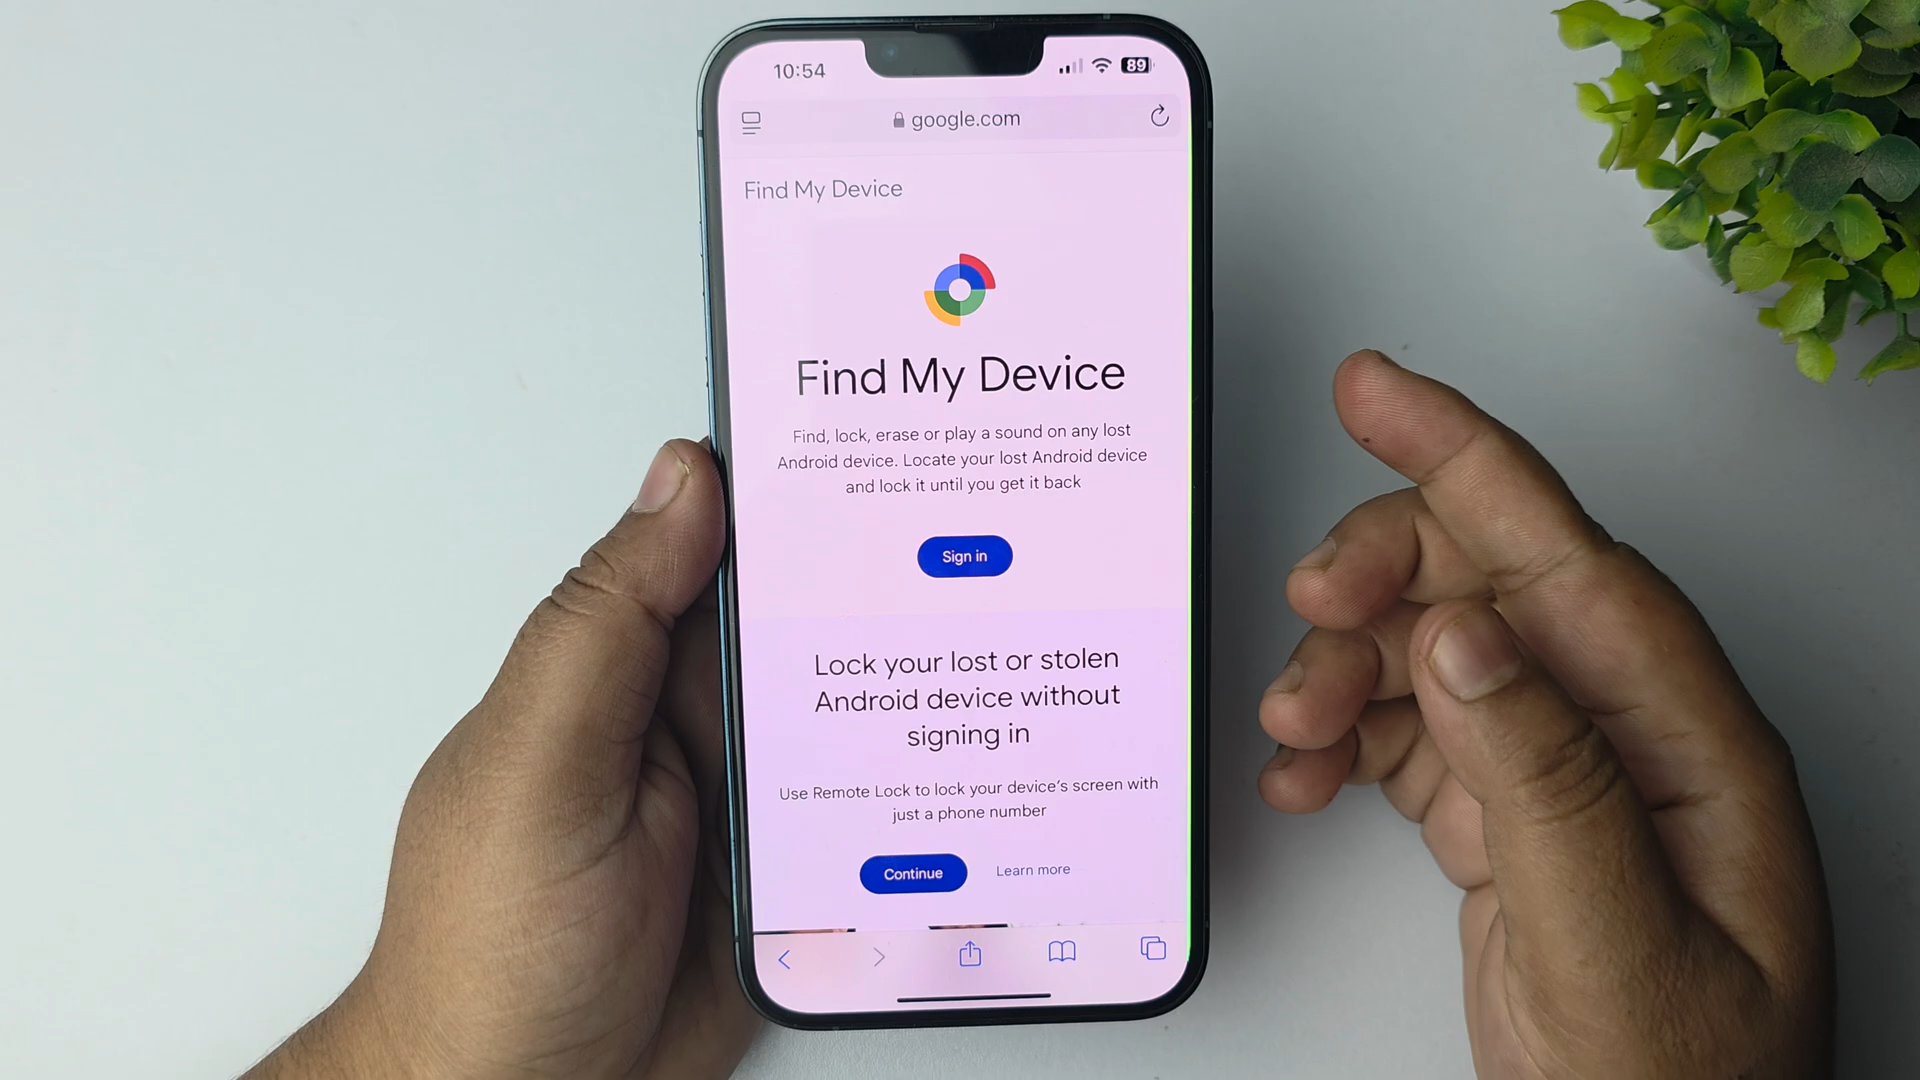 10:54
89
google.com
Find My Device
Find My Device
Find, lock, erase or play a sound on any lost
Android device. Locate your lost Android device
and lock it until you get it back
Sign in
Lock your lost or stolen
Android device without
signing in
Use Remote Lock to lock your device's screen with
just a phone number
Continue
Learn more